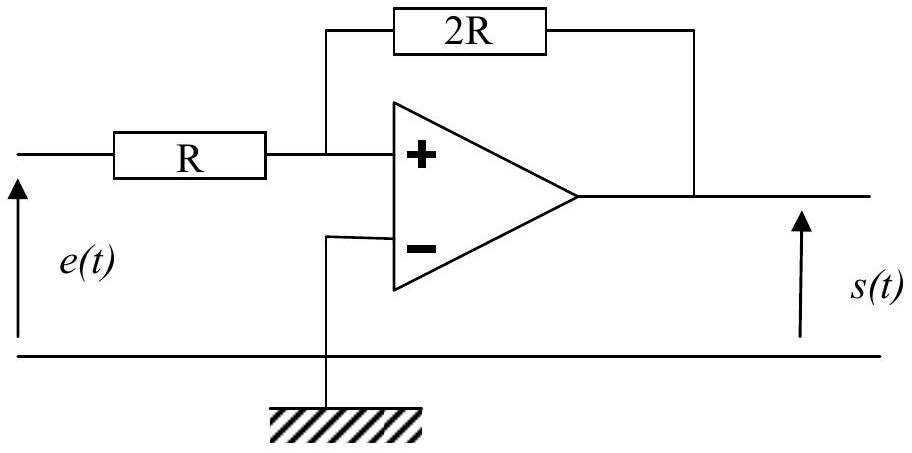 2R
R
+
e(t)
−
s(t)